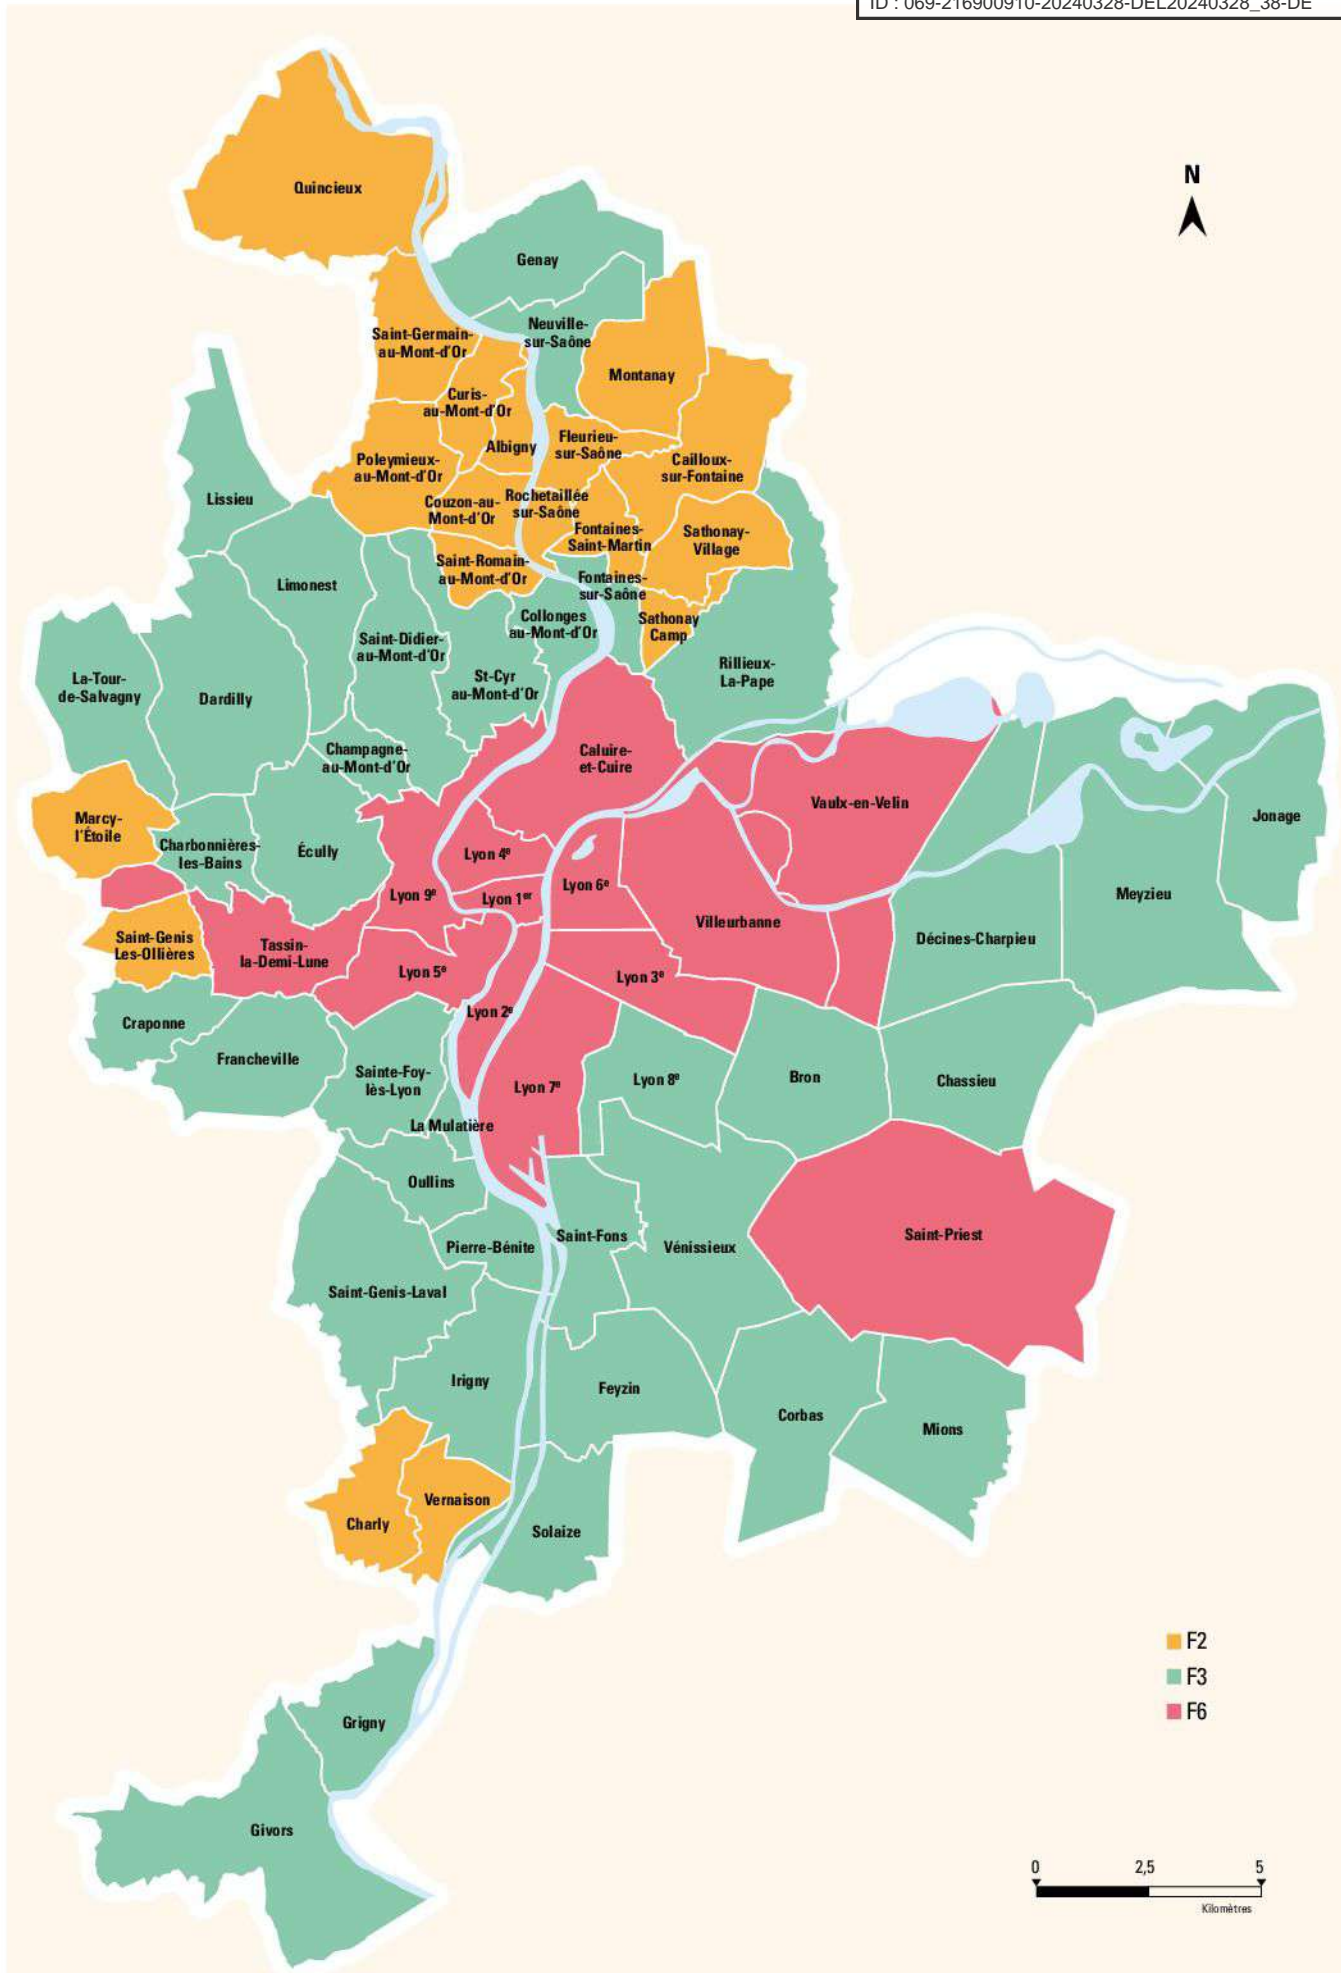 ID : 069-216900910-20240328-DEL20240328_38-DE
N
Quincieux
Genay
Neuville-
sur-Saône
Saint-Germain-
au-Mont-d'Or
Montanay
Curis-
au-Mont-d'Or
Albigny
Fleurieu-
sur-Saône
Poleymieux-
au-Mont-d'Or
Cailloux-
sur-Fontaine
Lissieu
Couzon-au-
Mont-d'Or
Rochetaillée
sur-Saône
Fontaines-
Saint-Martin
Sathonay-
Village
Saint-Romain-
au-Mont-d'Or
Limonest
Fontaines-
sur-Saône
Collonges
au-Mont-d'Or
Sathonay
Camp
Saint-Didier-
au-Mont-d'Or
Rillieux-
La-Pape
La-Tour-
de-Salvagny
Dardilly
St-Cyr
au-Mont-d'Or
Champagne-
au-Mont-d'Or
Caluire-
et-Cuire
Vaulx-en-Velin
Jonage
Marcy-
l'Étoile
Charbonnières-
les-Bains
Écully
Lyon 4e
Lyon 9e
Lyon 1er
Lyon 6e
Meyzieu
Villeurbanne
Décines-Charpieu
Saint-Genis
Les-Ollières
Tassin-
la-Demi-Lune
Lyon 5e
Lyon 3e
Lyon 2e
Craponne
Francheville
Sainte-Foy-
lès-Lyon
Lyon 7e
Lyon 8e
Bron
Chassieu
La Mulatière
Oullins
Saint-Fons
Saint-Priest
Pierre-Bénite
Vénissieux
Saint-Genis-Laval
Irigny
Feyzin
Corbas
Mions
Vernaison
Charly
Solaize
F2
F3
F6
Grigny
Givors
0 2,5 5
Kilomètres